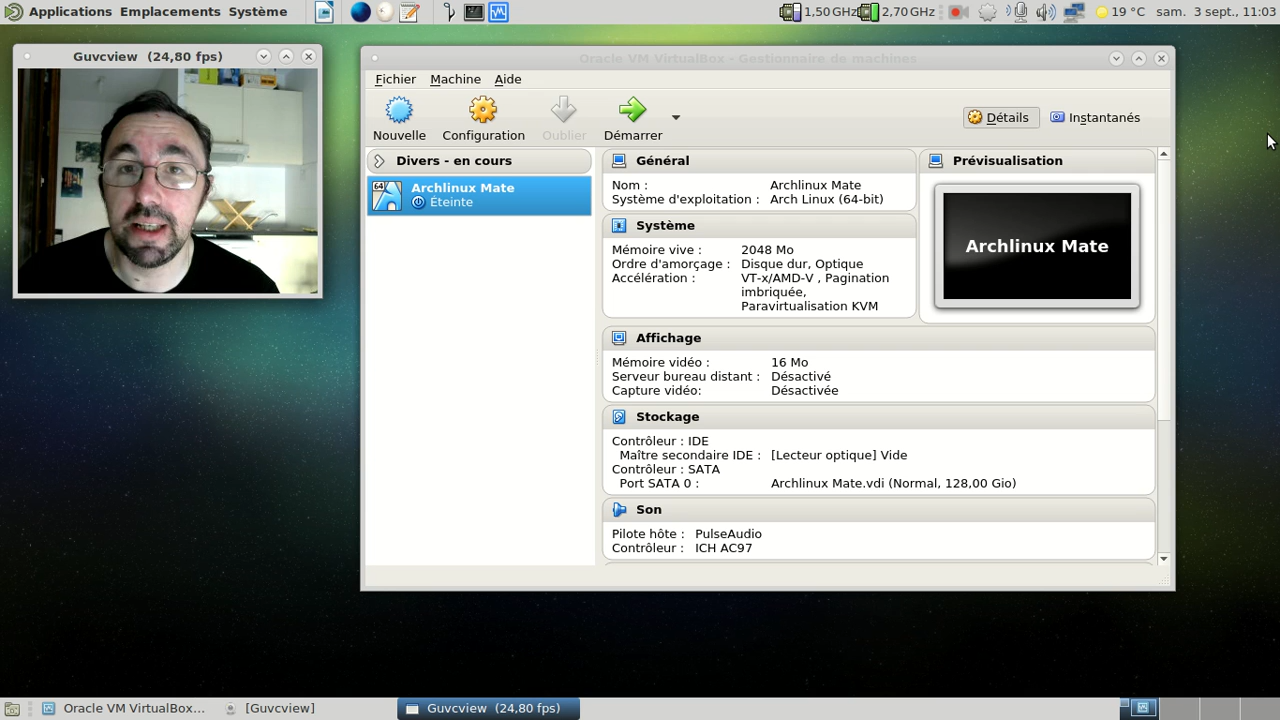 Applications Emplacements Système 1,50 GHz 2,70 GHz 19 °C sam. 3 sept., 11:03
Guvcview (24,80 fps)
Oracle VM VirtualBox - Gestionnaire de machines
Fichier Machine Aide
Nouvelle Configuration Oublier Démarrer Détails Instantanés
Divers - en cours
64 Archlinux Mate
Éteinte
Général
Nom : Archlinux Mate
Système d'exploitation : Arch Linux (64-bit)
Système
Mémoire vive : 2048 Mo
Ordre d'amorçage : Disque dur, Optique
Accélération : VT-x/AMD-V , Pagination
imbriquée,
Paravirtualisation KVM
Prévisualisation
Archlinux Mate
Affichage
Mémoire vidéo : 16 Mo
Serveur bureau distant : Désactivé
Capture vidéo: Désactivée
Stockage
Contrôleur : IDE
Maître secondaire IDE : [Lecteur optique] Vide
Contrôleur : SATA
Port SATA 0 : Archlinux Mate.vdi (Normal, 128,00 Gio)
Son
Pilote hôte : PulseAudio
Contrôleur : ICH AC97
Oracle VM VirtualBox... [Guvcview] Guvcview (24,80 fps)